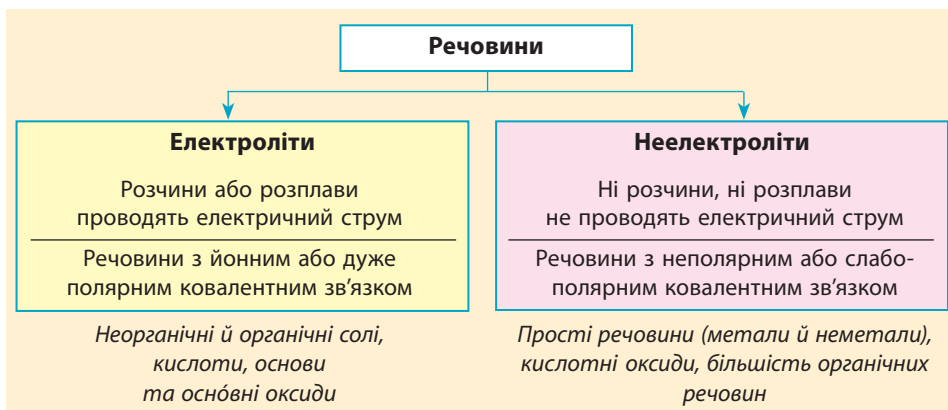 Речовини
Електроліти
Розчини або розплави
проводять електричний струм
Речовини з йонним або дуже
полярним ковалентним зв'язком
Неорганічні й органічні солі,
кислоти, основи
та осно́вні оксиди
Неелектроліти
Ні розчини, ні розплави
не проводять електричний струм
Речовини з неполярним або слабо-
полярним ковалентним зв'язком
Прості речовини (метали й неметали),
кислотні оксиди, більшість органічних
речовин